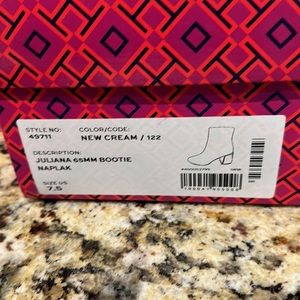 STYLE NO: COLOR/CODE:
49711 NEW CREAM / 122
DESCRIPTION:
JULIANA 65MM BOOTIE
NAPLAK
SIZE US
7.5